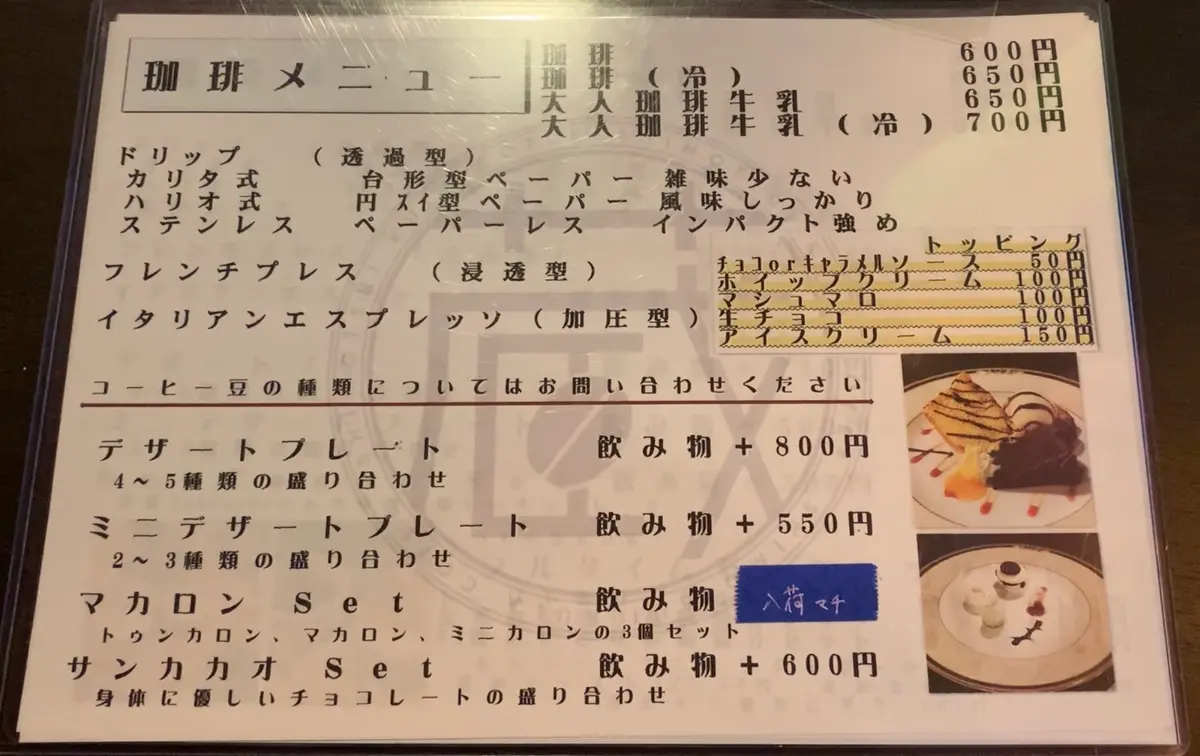 珈琲メニュー
珈琲 600円
珈琲(冷) 650円
大人珈琲牛乳 650円
大人珈琲牛乳(冷) 700円
ドリップ (透過型)
カリタ式 台形型ペーパー 雑味少ない
ハリオ式 円スイ型ペーパー 風味しっかり
ステンレス ペーパーレス インパクト強め
フレンチプレス (浸透型)
イタリアンエスプレッソ(加圧型)
トッピング
チョコorキャラメルソース 50円
ホイップクリーム 100円
マシュマロ 100円
生チョコ 100円
アイスクリーム 150円
コーヒー豆の種類についてはお問い合わせください
デザートプレート 飲み物+800円
4~5種類の盛り合わせ
ミニデザートプレート 飲み物+550円
2~3種類の盛り合わせ
マカロン Set 飲み物 入荷マチ
トゥンカロン、マカロン、ミニカロンの3個セット
サンカカオ Set 飲み物+600円
身体に優しいチョコレートの盛り合わせ